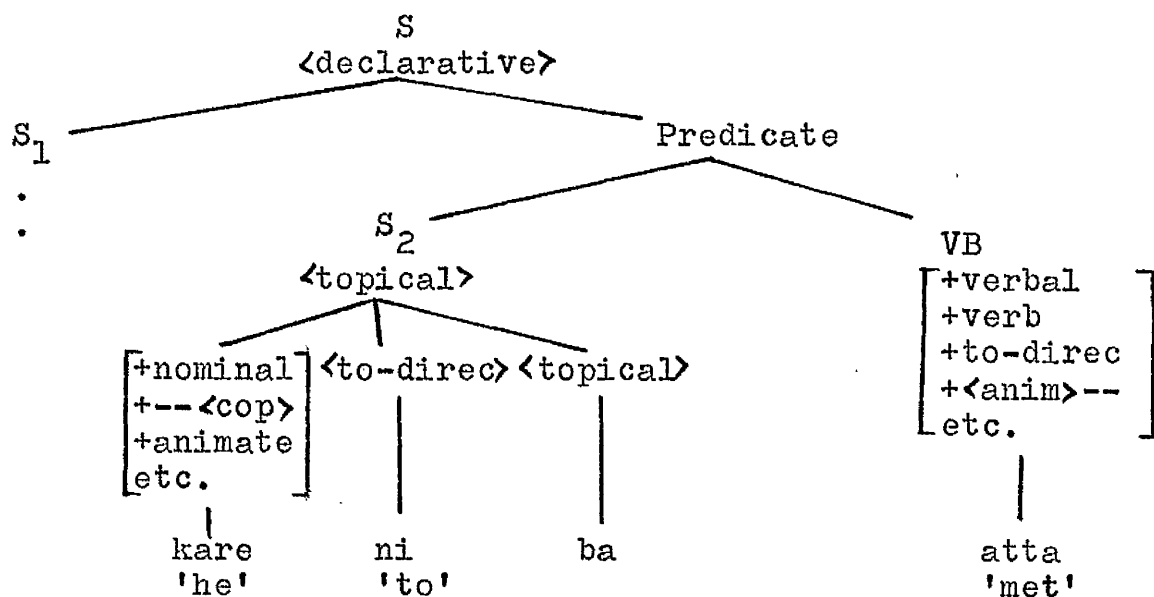 S
<declarative>
S1 Predicate
.
.
S2 VB
<topical> +verbal
+verb
+nominal <to-direc> <topical> +to-direc
+--<cop> +<anim>--
+animate etc.
etc.
kare ni ba atta
'he' 'to' 'met'